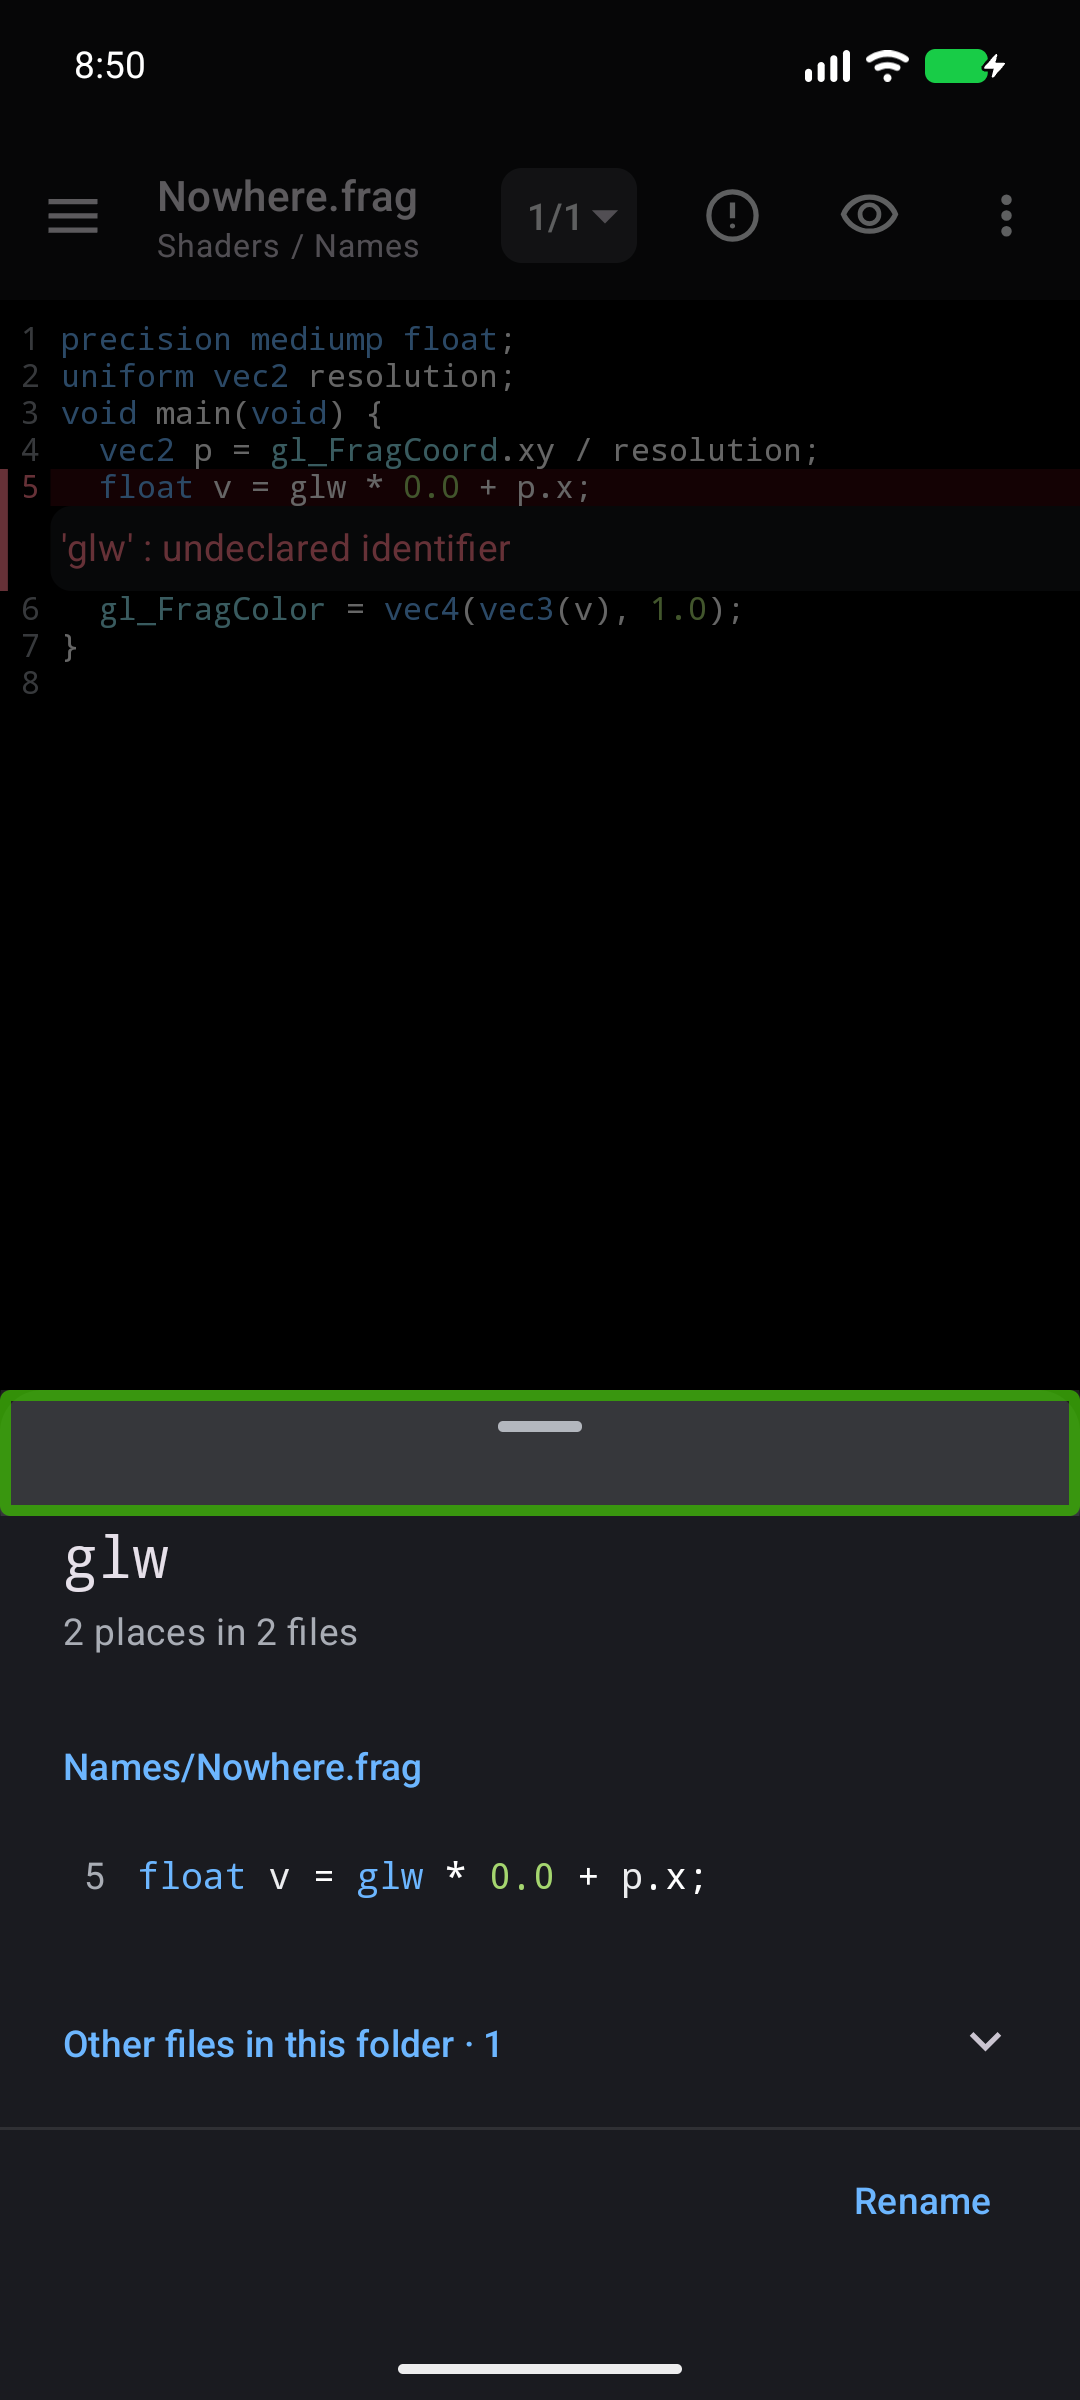 8:50
Nowhere.frag
Shaders / Names
1/1
1 precision mediump float;
2 uniform vec2 resolution;
3 void main(void) {
4   vec2 p = gl_FragCoord.xy / resolution;
5   float v = glw * 0.0 + p.x;
'glw' : undeclared identifier
6   gl_FragColor = vec4(vec3(v), 1.0);
7 }
8
glw
2 places in 2 files
Names/Nowhere.frag
5 float v = glw * 0.0 + p.x;
Other files in this folder · 1
Rename